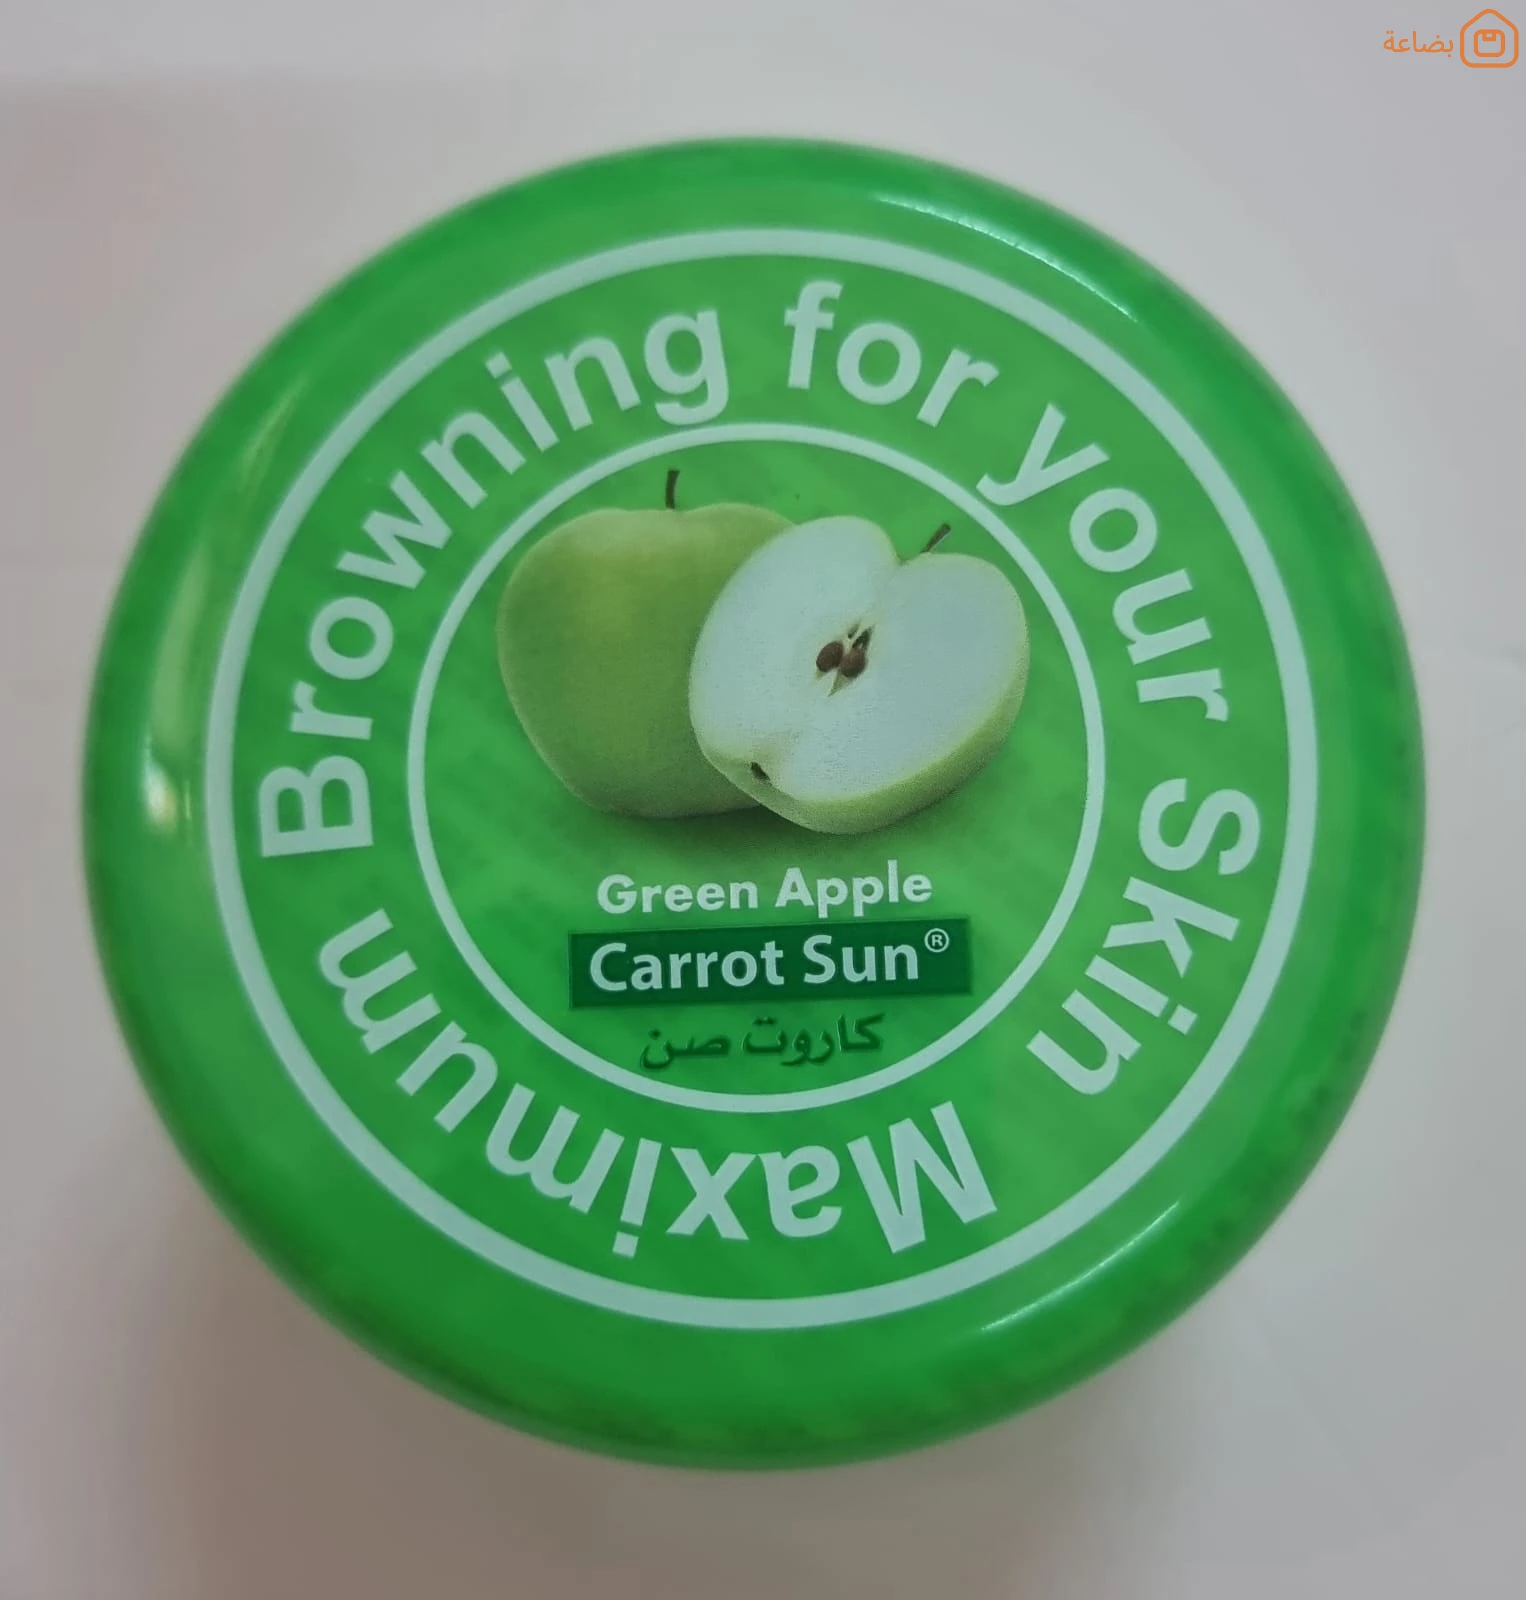 بضاعة
Maximum Browning for your Skin
Green Apple
Carrot Sun®
كاروت صن